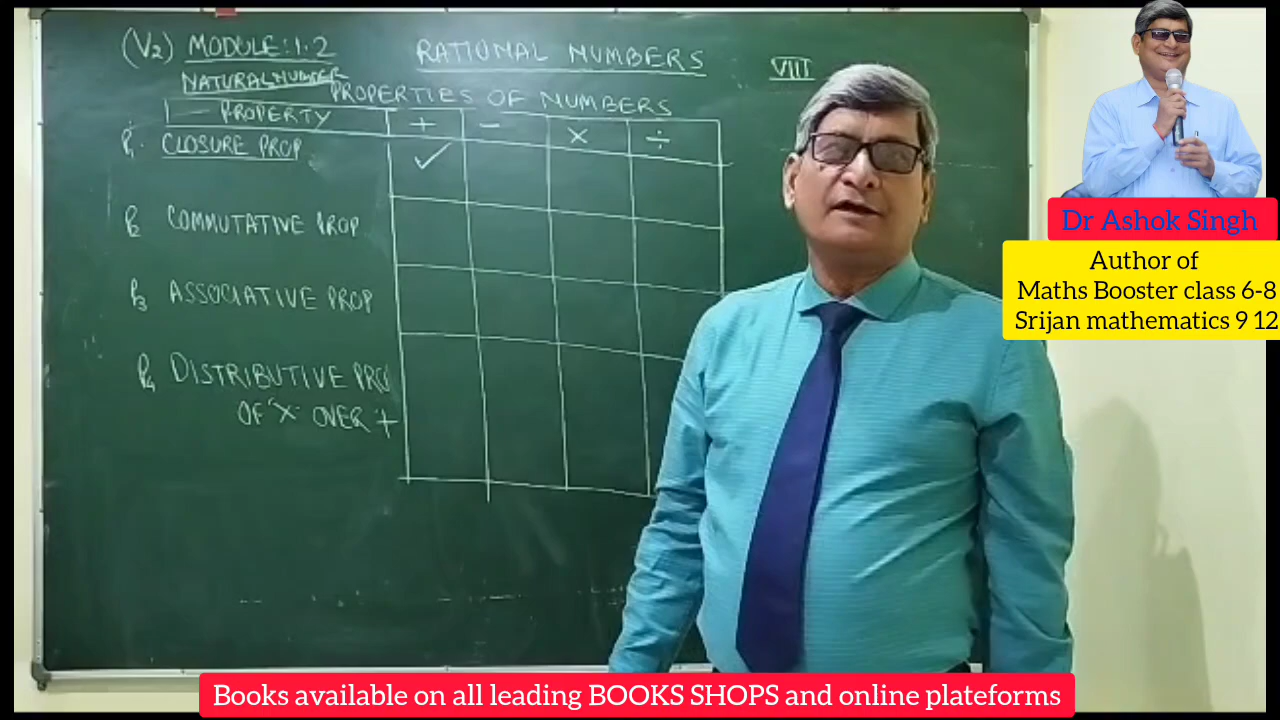 (V2) MODULE: 1.2
RATIONAL NUMBERS
VIII
NATURAL NUMBER
PROPERTIES OF NUMBERS
PROPERTY + - × ÷
P1. CLOSURE PROP ✓
P2 COMMUTATIVE PROP
P3 ASSOCIATIVE PROP
P4 DISTRIBUTIVE PROP
OF "×" OVER +
Dr Ashok Singh
Author of
Maths Booster class 6-8
Srijan mathematics 9 12
Books available on all leading BOOKS SHOPS and online plateforms